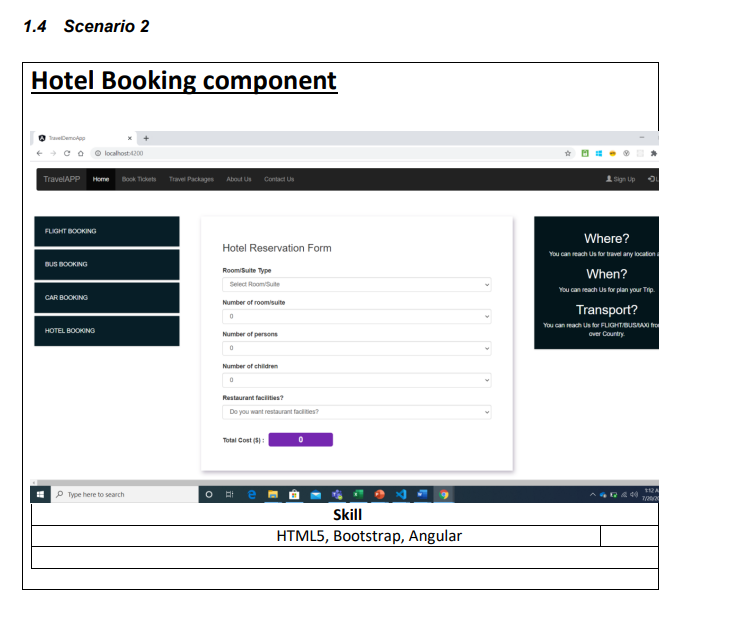 1.4 Scenario 2
Hotel Booking component
TravelDemoApp
localhost:4200
TravelAPP Home Book Tickets Travel Packages About Us Contact Us Sign Up
FLIGHT BOOKING
BUS BOOKING
CAR BOOKING
HOTEL BOOKING
Hotel Reservation Form
Room/Suite Type
Select Room/Suite
Number of room/suite
0
Number of persons
0
Number of children
0
Restaurant facilities?
Do you want restaurant facilities?
Total Cost ($) : 0
Where?
You can reach Us for travel any location
When?
You can reach Us for plan your Trip.
Transport?
You can reach Us for FLIGHT/BUS/tAXI
over Country.
Type here to search
Skill
HTML5, Bootstrap, Angular